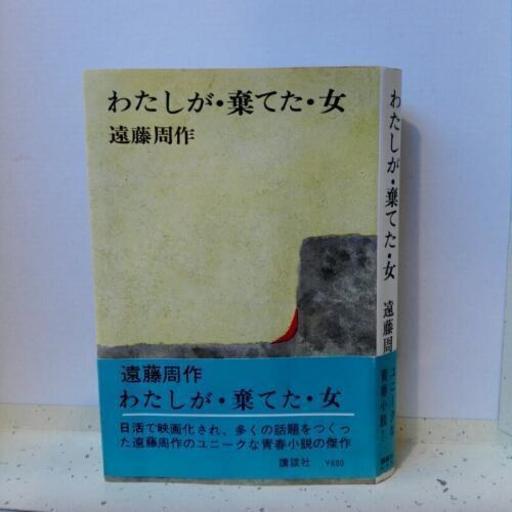 わたしが・棄てた・女
遠藤周作
遠藤周作
わたしが・棄てた・女
日活で映画化され、多くの話題をつくっ
た遠藤周作のユニークな青春小説の傑作
講談社 ¥680
わたしが・棄てた・女
遠藤周